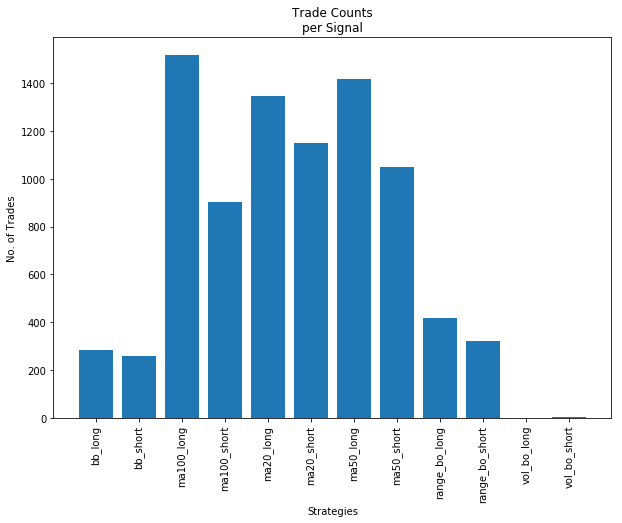 Trade Counts
per Signal
No. of Trades
1400
1200
1000
800
600
400
200
0
bb_long
bb_short
ma100_long
ma100_short
ma20_long
ma20_short
ma50_long
ma50_short
range_bo_long
range_bo_short
vol_bo_long
vol_bo_short
Strategies